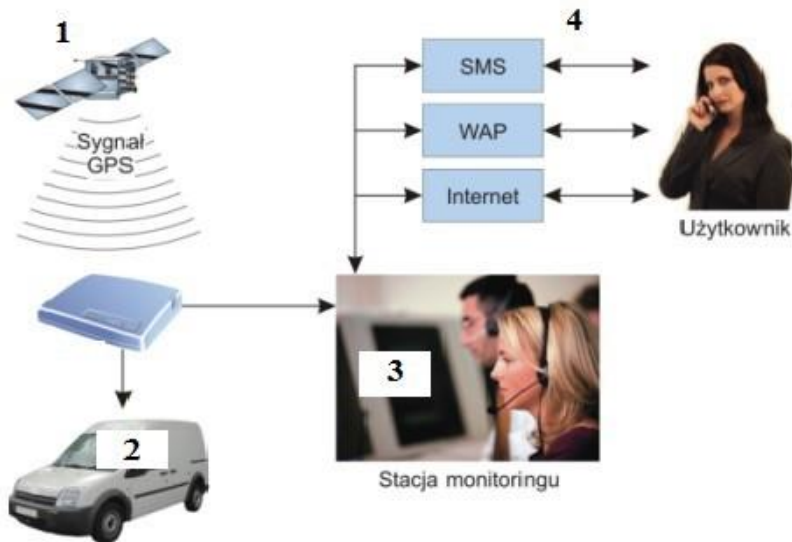 1
4
SMS
Sygnał
GPS
WAP
Internet
Użytkownik
3
2
Stacja monitoringu